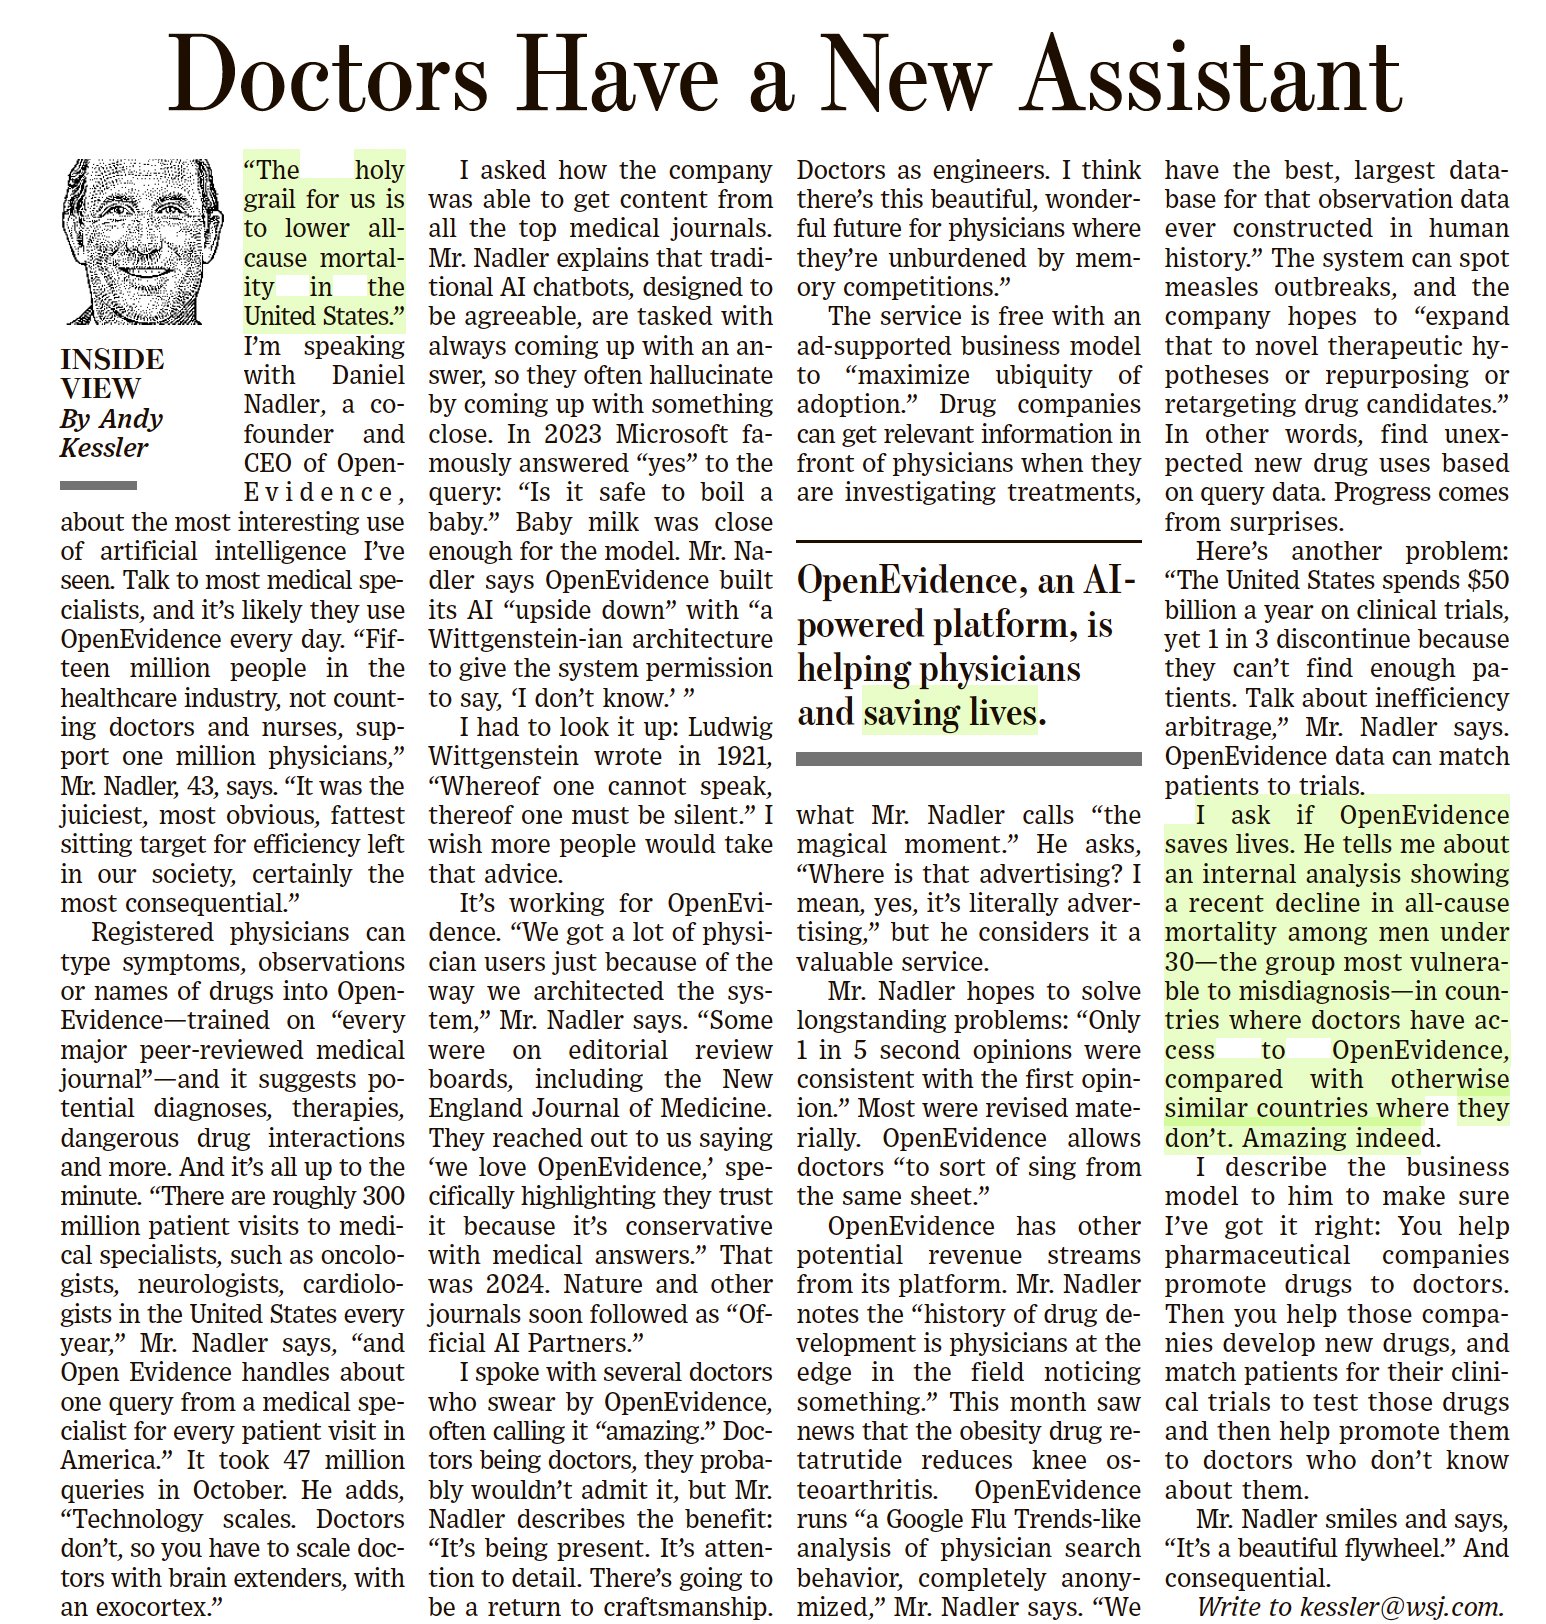 Doctors Have a New Assistant
INSIDE
VIEW
By Andy
Kessler
“The holy
grail for us is
to lower all-
cause mortal-
ity in the
United States.”
I’m speaking
with Daniel
Nadler, a co-
founder and
CEO of Open-
Evidence,
about the most interesting use
of artificial intelligence I’ve
seen. Talk to most medical spe-
cialists, and it’s likely they use
OpenEvidence every day. “Fif-
teen million people in the
healthcare industry, not count-
ing doctors and nurses, sup-
port one million physicians,”
Mr. Nadler, 43, says. “It was the
juiciest, most obvious, fattest
sitting target for efficiency left
in our society, certainly the
most consequential.”
Registered physicians can
type symptoms, observations
or names of drugs into Open-
Evidence—trained on “every
major peer-reviewed medical
journal”—and it suggests po-
tential diagnoses, therapies,
dangerous drug interactions
and more. And it’s all up to the
minute. “There are roughly 300
million patient visits to medi-
cal specialists, such as oncolo-
gists, neurologists, cardiolo-
gists in the United States every
year,” Mr. Nadler says, “and
Open Evidence handles about
one query from a medical spe-
cialist for every patient visit in
America.” It took 47 million
queries in October. He adds,
“Technology scales. Doctors
don’t, so you have to scale doc-
tors with brain extenders, with
an exocortex.”
I asked how the company
was able to get content from
all the top medical journals.
Mr. Nadler explains that tradi-
tional AI chatbots, designed to
be agreeable, are tasked with
always coming up with an an-
swer, so they often hallucinate
by coming up with something
close. In 2023 Microsoft fa-
mously answered “yes” to the
query: “Is it safe to boil a
baby.” Baby milk was close
enough for the model. Mr. Na-
dler says OpenEvidence built
its AI “upside down” with “a
Wittgenstein-ian architecture
to give the system permission
to say, ‘I don’t know.’ ”
I had to look it up: Ludwig
Wittgenstein wrote in 1921,
“Whereof one cannot speak,
thereof one must be silent.” I
wish more people would take
that advice.
It’s working for OpenEvi-
dence. “We got a lot of physi-
cian users just because of the
way we architected the sys-
tem,” Mr. Nadler says. “Some
were on editorial review
boards, including the New
England Journal of Medicine.
They reached out to us saying
‘we love OpenEvidence,’ spe-
cifically highlighting they trust
it because it’s conservative
with medical answers.” That
was 2024. Nature and other
journals soon followed as “Of-
ficial AI Partners.”
I spoke with several doctors
who swear by OpenEvidence,
often calling it “amazing.” Doc-
tors being doctors, they proba-
bly wouldn’t admit it, but Mr.
Nadler describes the benefit:
“It’s being present. It’s atten-
tion to detail. There’s going to
be a return to craftsmanship.
Doctors as engineers. I think
there’s this beautiful, wonder-
ful future for physicians where
they’re unburdened by mem-
ory competitions.”
The service is free with an
ad-supported business model
to “maximize ubiquity of
adoption.” Drug companies
can get relevant information in
front of physicians when they
are investigating treatments,
OpenEvidence, an AI-
powered platform, is
helping physicians
and saving lives.
what Mr. Nadler calls “the
magical moment.” He asks,
“Where is that advertising? I
mean, yes, it’s literally adver-
tising,” but he considers it a
valuable service.
Mr. Nadler hopes to solve
longstanding problems: “Only
1 in 5 second opinions were
consistent with the first opin-
ion.” Most were revised mate-
rially. OpenEvidence allows
doctors “to sort of sing from
the same sheet.”
OpenEvidence has other
potential revenue streams
from its platform. Mr. Nadler
notes the “history of drug de-
velopment is physicians at the
edge in the field noticing
something.” This month saw
news that the obesity drug re-
tatrutide reduces knee os-
teoarthritis. OpenEvidence
runs “a Google Flu Trends-like
analysis of physician search
behavior, completely anony-
mized,” Mr. Nadler says. “We
have the best, largest data-
base for that observation data
ever constructed in human
history.” The system can spot
measles outbreaks, and the
company hopes to “expand
that to novel therapeutic hy-
potheses or repurposing or
retargeting drug candidates.”
In other words, find unex-
pected new drug uses based
on query data. Progress comes
from surprises.
Here’s another problem:
“The United States spends $50
billion a year on clinical trials,
yet 1 in 3 discontinue because
they can’t find enough pa-
tients. Talk about inefficiency
arbitrage,” Mr. Nadler says.
OpenEvidence data can match
patients to trials.
I ask if OpenEvidence
saves lives. He tells me about
an internal analysis showing
a recent decline in all-cause
mortality among men under
30—the group most vulnera-
ble to misdiagnosis—in coun-
tries where doctors have ac-
cess to OpenEvidence,
compared with otherwise
similar countries where they
don’t. Amazing indeed.
I describe the business
model to him to make sure
I’ve got it right: You help
pharmaceutical companies
promote drugs to doctors.
Then you help those compa-
nies develop new drugs, and
match patients for their clini-
cal trials to test those drugs
and then help promote them
to doctors who don’t know
about them.
Mr. Nadler smiles and says,
“It’s a beautiful flywheel.” And
consequential.
Write to kessler@wsj.com.